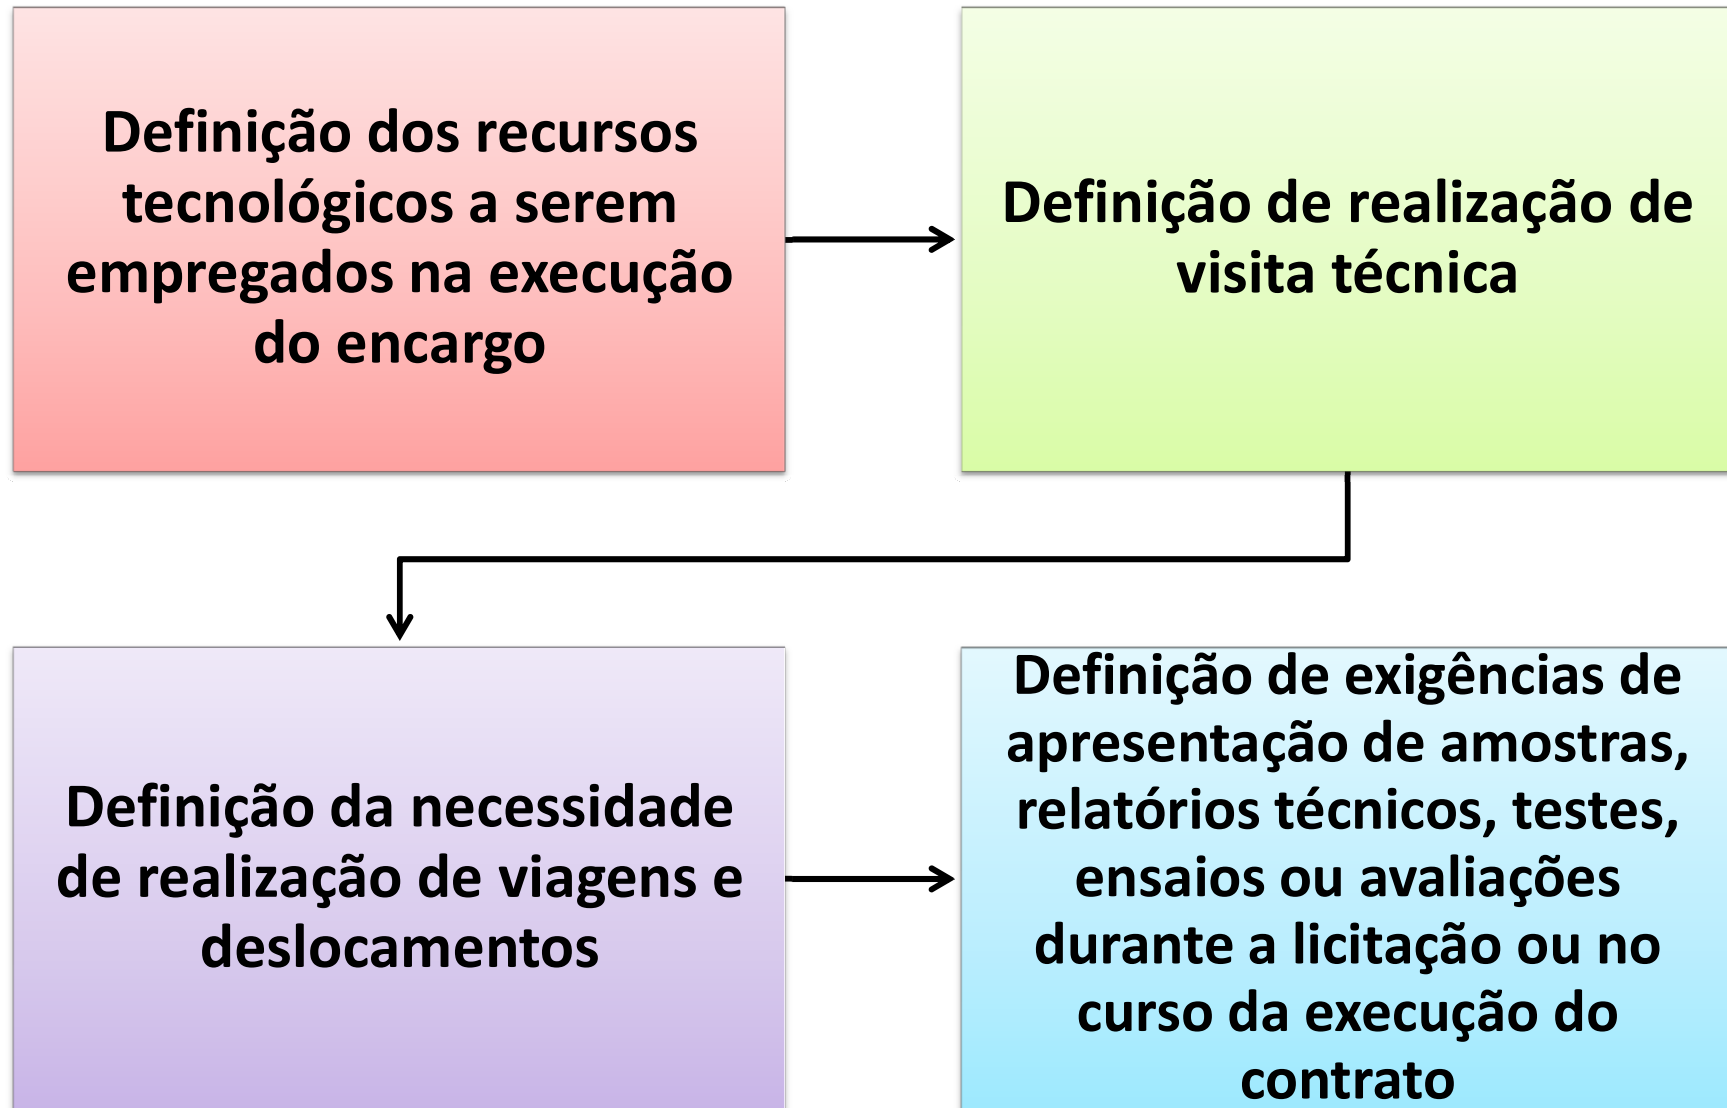 Definição dos recursos
tecnológicos a serem
empregados na execução
do encargo
Definição de realização de
visita técnica
Definição da necessidade
de realização de viagens e
deslocamentos
Definição de exigências de
apresentação de amostras,
relatórios técnicos, testes,
ensaios ou avaliações
durante a licitação ou no
curso da execução do
contrato